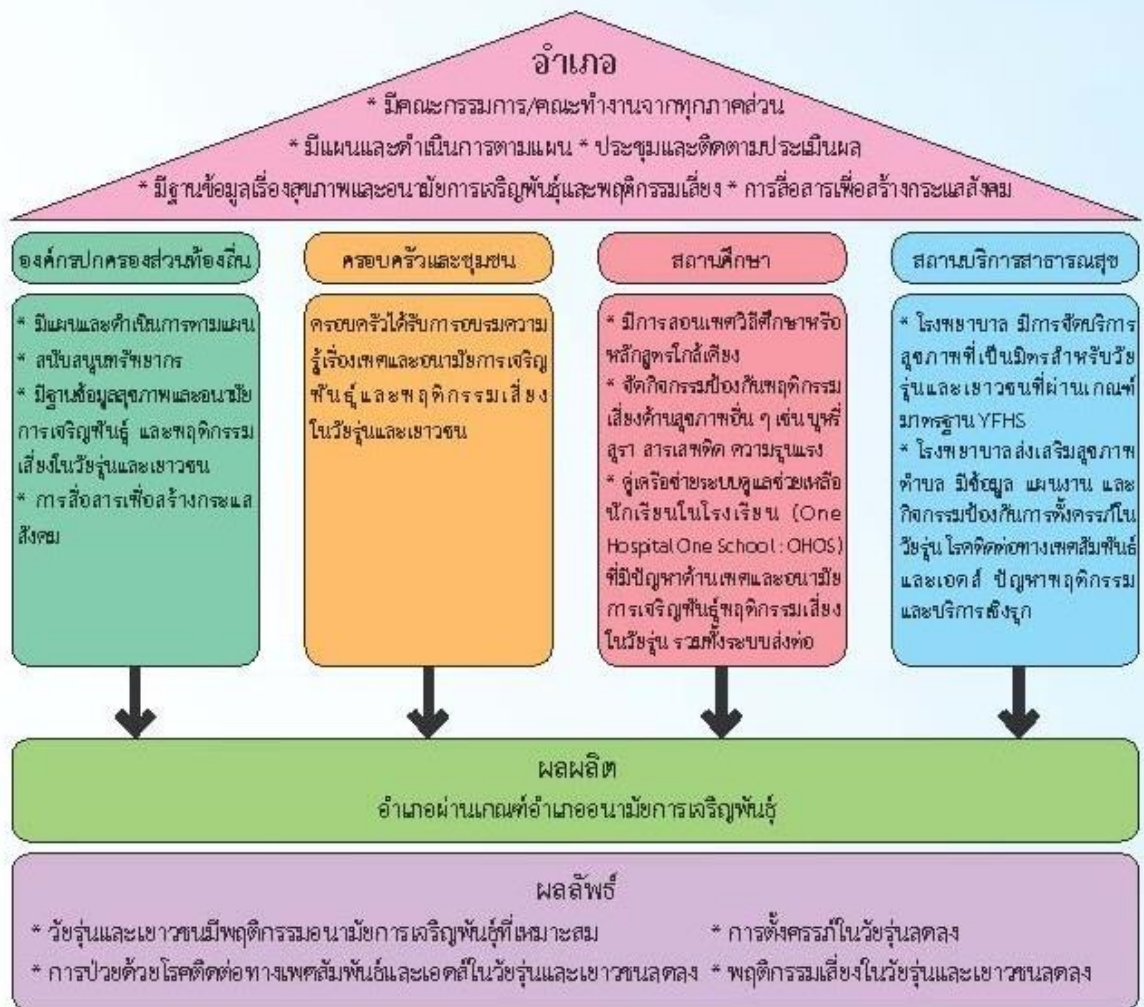 อำเภอ
* มีคณะกรรมการ/คณะทำงานจากทุกภาคส่วน
* มีแผนและดำเนินการตามแผน * ประชุมและติดตามประเมินผล
* มีฐานข้อมูลเรื่องสุขภาพและอนามัยการเจริญพันธุ์และพฤติกรรมเสี่ยง * การสื่อสารเพื่อสร้างกระแสสังคม
องค์กรปกครองส่วนท้องถิ่น
* มีแผนและดำเนินการตามแผน
* สนับสนุนทรัพยากร
* มีฐานข้อมูลสุขภาพและอนามัย
การเจริญพันธุ์ และพฤติกรรม
เสี่ยงในวัยรุ่นและเยาวชน
* การสื่อสารเพื่อสร้างกระแส
สังคม
ครอบครัวและชุมชน
ครอบครัวได้รับการอบรมความ
รู้เรื่องเพศและอนามัยการเจริญ
พันธุ์และพฤติกรรมเสี่ยง
ในวัยรุ่นและเยาวชน
สถานศึกษา
* มีการสอนเพศวิถีศึกษาหรือ
หลักสูตรใกล้เคียง
* จัดกิจกรรมป้องกันพฤติกรรม
เสี่ยงด้านสุขภาพอื่น ๆ เช่น บุหรี่
สุรา สารเสพติด ความรุนแรง
* คู่เครือข่ายระบบดูแลช่วยเหลือ
นักเรียนในโรงเรียน (One
Hospital One School : OHOS)
ที่มีปัญหาด้านเพศและอนามัย
การเจริญพันธุ์พฤติกรรมเสี่ยง
ในวัยรุ่น รวมทั้งระบบส่งต่อ
สถานบริการสาธารณสุข
* โรงพยาบาล มีการจัดบริการ
สุขภาพที่เป็นมิตรสำหรับวัย
รุ่นและเยาวชนที่ผ่านเกณฑ์
มาตรฐาน YFHS
* โรงพยาบาลส่งเสริมสุขภาพ
ตำบล มีข้อมูล แผนงาน และ
กิจกรรมป้องกันการตั้งครรภ์ใน
วัยรุ่น โรคติดต่อทางเพศสัมพันธ์
และเอดส์ ปัญหาพฤติกรรม
และบริการเชิงรุก
ผลผลิต
อำเภอผ่านเกณฑ์อำเภออนามัยการเจริญพันธุ์
ผลลัพธ์
* วัยรุ่นและเยาวชนมีพฤติกรรมอนามัยการเจริญพันธุ์ที่เหมาะสม * การตั้งครรภ์ในวัยรุ่นลดลง
* การป่วยด้วยโรคติดต่อทางเพศสัมพันธ์และเอดส์ในวัยรุ่นและเยาวชนลดลง * พฤติกรรมเสี่ยงในวัยรุ่นและเยาวชนลดลง